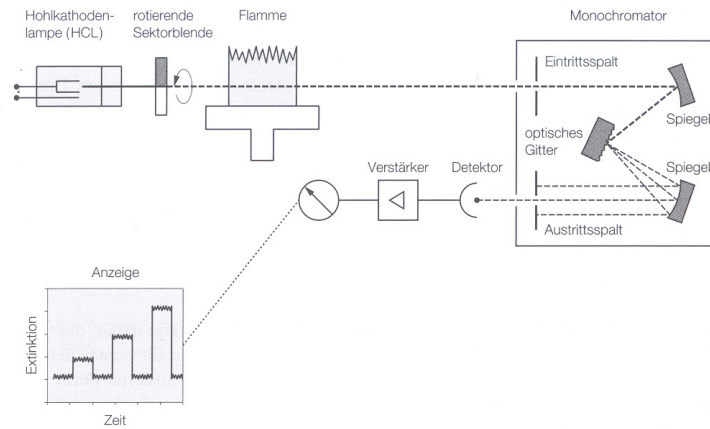 Hohlkathoden-
lampe (HCL)
rotierende
Sektorblende
Flamme
Monochromator
Eintrittsspalt
Spiegel
optisches
Gitter
Spiegel
Austrittsspalt
Verstärker
Detektor
Anzeige
Extinktion
Zeit